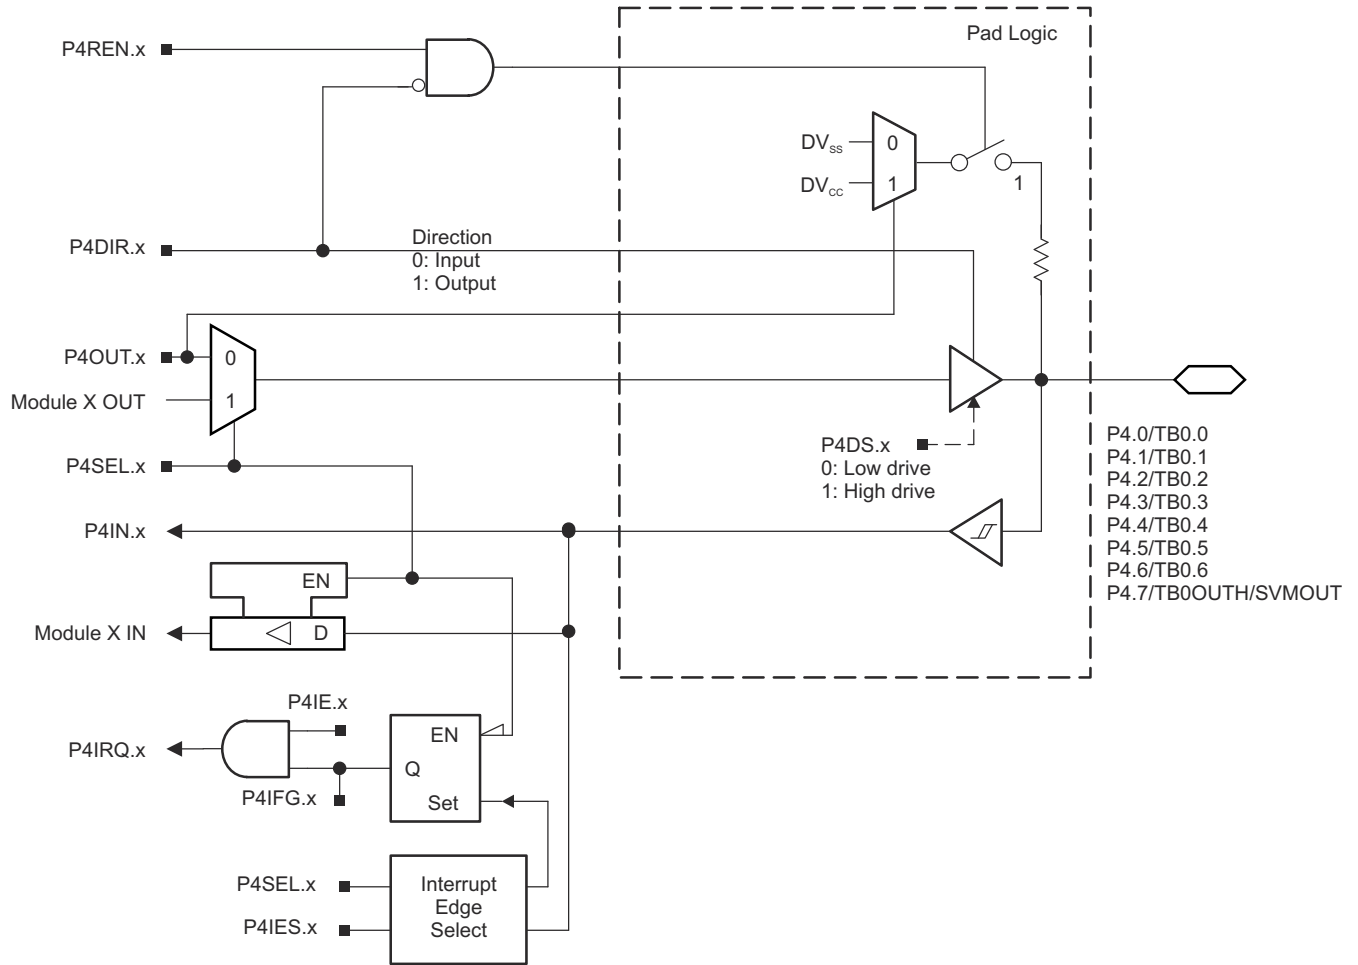 Pad Logic
P4REN.x
DVSS
0
DVCC
1
1
P4DIR.x
Direction
0: Input
1: Output
P4OUT.x
0
Module X OUT
1
P4DS.x
0: Low drive
1: High drive
P4.0/TB0.0
P4.1/TB0.1
P4.2/TB0.2
P4.3/TB0.3
P4.4/TB0.4
P4.5/TB0.5
P4.6/TB0.6
P4.7/TB0OUTH/SVMOUT
P4SEL.x
P4IN.x
EN
Module X IN
D
P4IE.x
P4IRQ.x
EN
Q
P4IFG.x
Set
P4SEL.x
P4IES.x
Interrupt
Edge
Select